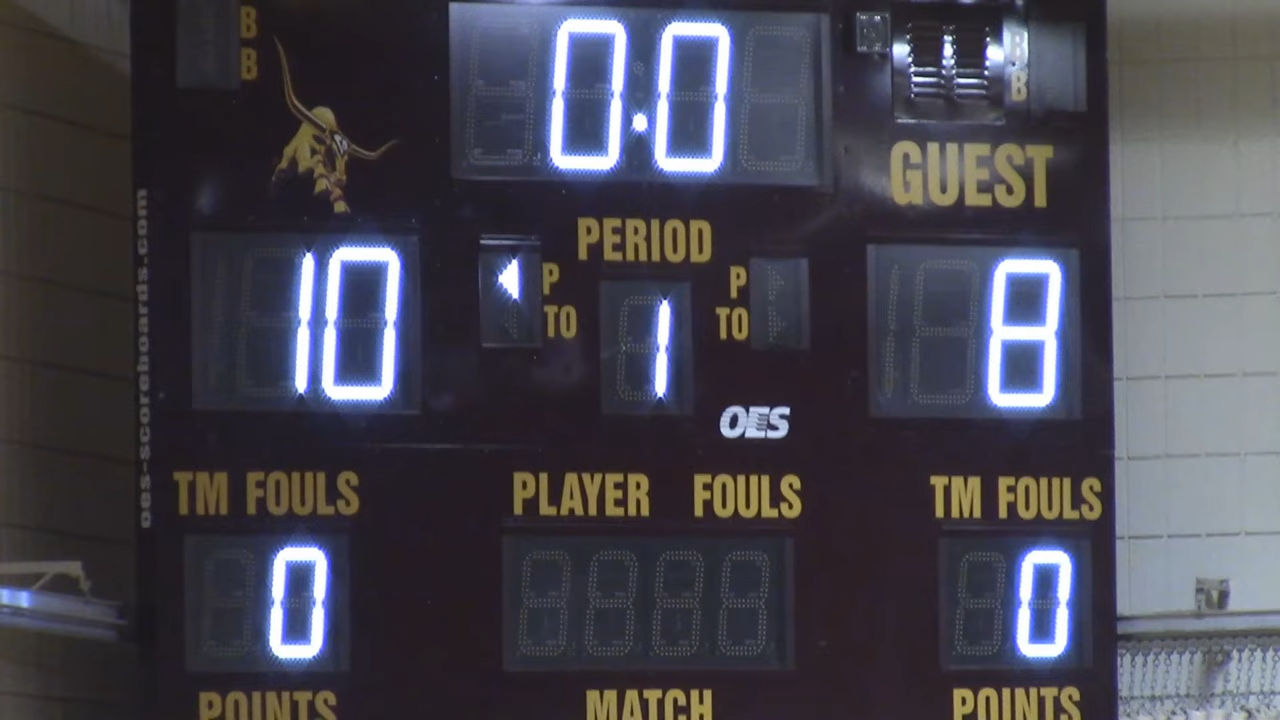 B
B
0.0
B
B
GUEST
PERIOD
10
P
TO
1
P
TO
8
OES
oes-scoreboards.com
TM FOULS
PLAYER FOULS
TM FOULS
0
0
POINTS
MATCH
POINTS